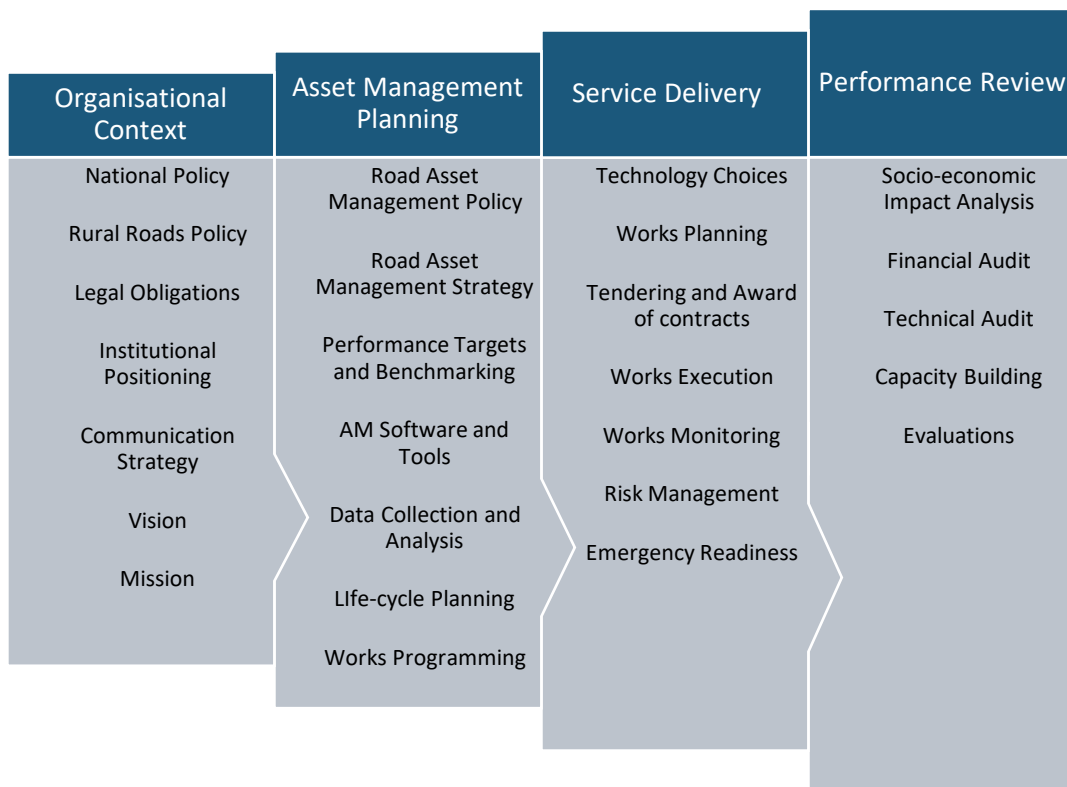 Organisational
Context
National Policy
Rural Roads Policy
Legal Obligations
Institutional
Positioning
Communication
Strategy
Vision
Mission
Asset Management
Planning
Road Asset
Management Policy
Road Asset
Management Strategy
Performance Targets
and Benchmarking
AM Software and
Tools
Data Collection and
Analysis
LIfe-cycle Planning
Works Programming
Service Delivery
Technology Choices
Works Planning
Tendering and Award
of contracts
Works Execution
Works Monitoring
Risk Management
Emergency Readiness
Performance Review
Socio-economic
Impact Analysis
Financial Audit
Technical Audit
Capacity Building
Evaluations